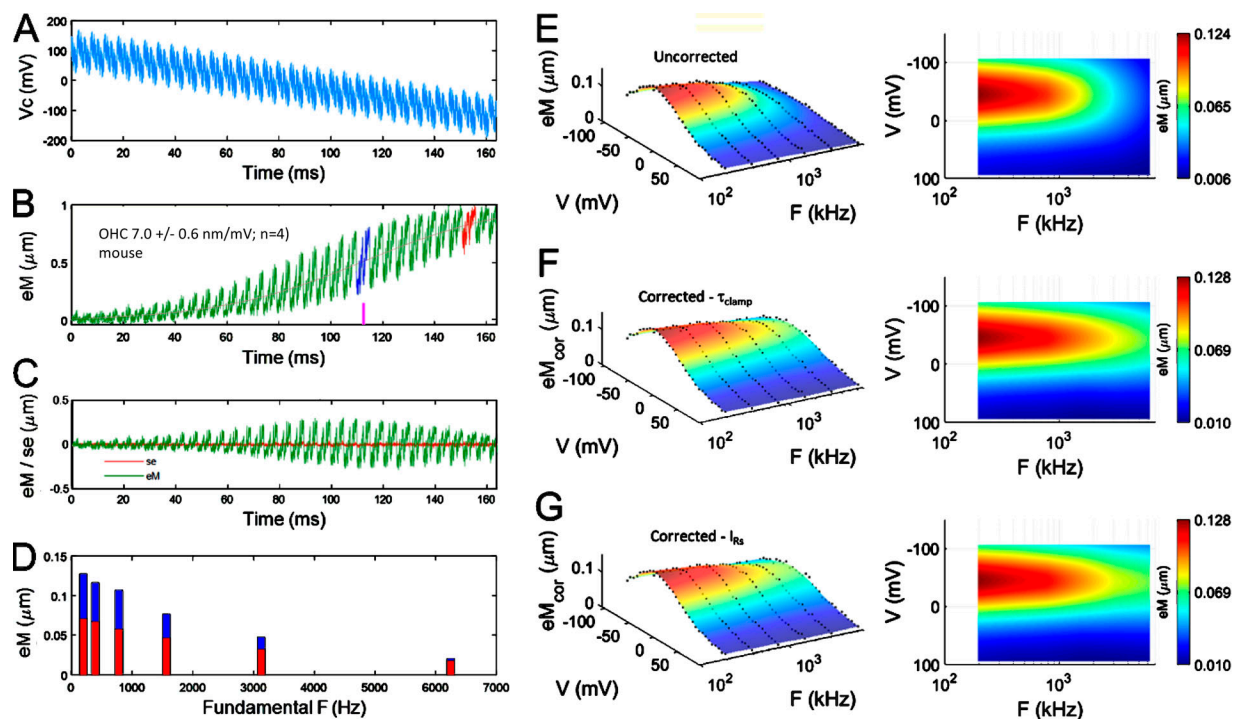 A
Vc (mV)
200
100
0
-100
-200
0 20 40 60 80 100 120 140 160
Time (ms)
B
eM (μm)
1
0.5
0
OHC 7.0 +/- 0.6 nm/mV; n=4)
mouse
0 20 40 60 80 100 120 140 160
Time (ms)
C
eM / se (μm)
0.5
0
-0.5
se
eM
0 20 40 60 80 100 120 140 160
Time (ms)
D
eM (μm)
0.15
0.1
0.05
0
0 1000 2000 3000 4000 5000 6000 7000
Fundamental F (Hz)
E
Uncorrected
eM (μm)
0.1
0
-100
-50
0
50
V (mV)
10² 10³
F (kHz)
V (mV)
-100
0
100
10² 10³
F (kHz)
0.124
0.065
0.006
eM (μm)
F
Corrected - τclamp
eMcor (μm)
0.1
0
-100
-50
0
50
V (mV)
10² 10³
F (kHz)
V (mV)
-100
0
100
10² 10³
F (kHz)
0.128
0.069
0.010
eM (μm)
G
Corrected - IRs
eMcor (μm)
0.1
0
-100
-50
0
50
V (mV)
10² 10³
F (kHz)
V (mV)
-100
0
100
10² 10³
F (kHz)
0.128
0.069
0.010
eM (μm)